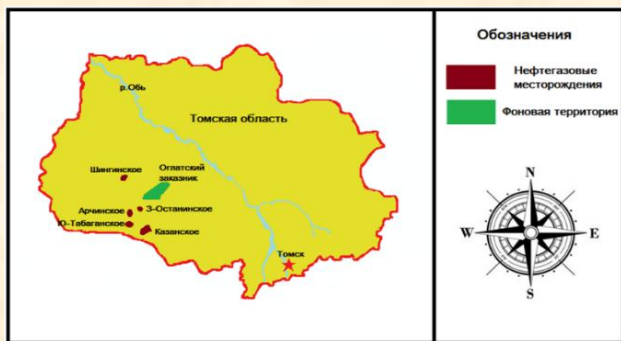 р.Обь
Томская область
Шингинское
Оглатский
заказник
Арчинское
З-Останинское
Ю-Табаганское
Казанское
Томск
Обозначения
Нефтегазовые
месторождения
Фоновая территория
N
W
E
S